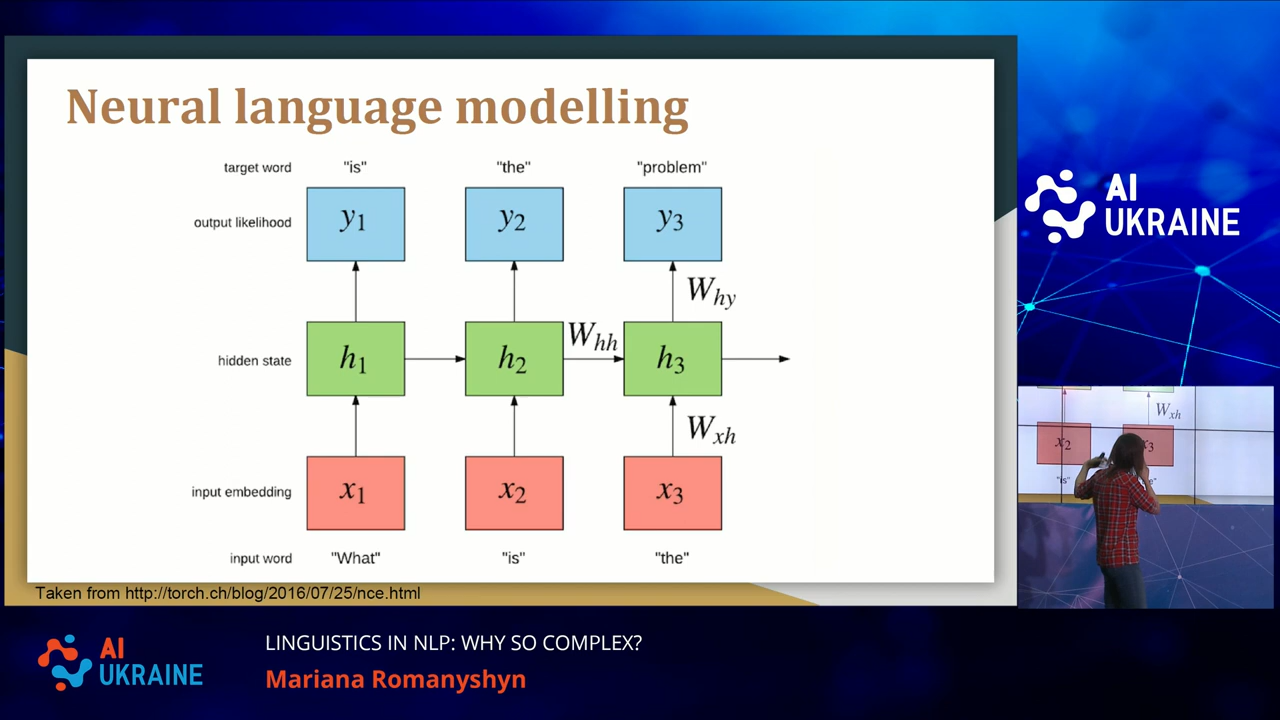 Neural language modelling
target word "is" "the" "problem"
output likelihood y1 y2 y3
Why
hidden state h1 h2 Whh h3
Wxh
input embedding x1 x2 x3
input word "What" "is" "the"
Taken from http://torch.ch/blog/2016/07/25/nce.html
AI
UKRAINE
Wxh
x2 x3
"is"
AI
UKRAINE
LINGUISTICS IN NLP: WHY SO COMPLEX?
Mariana Romanyshyn